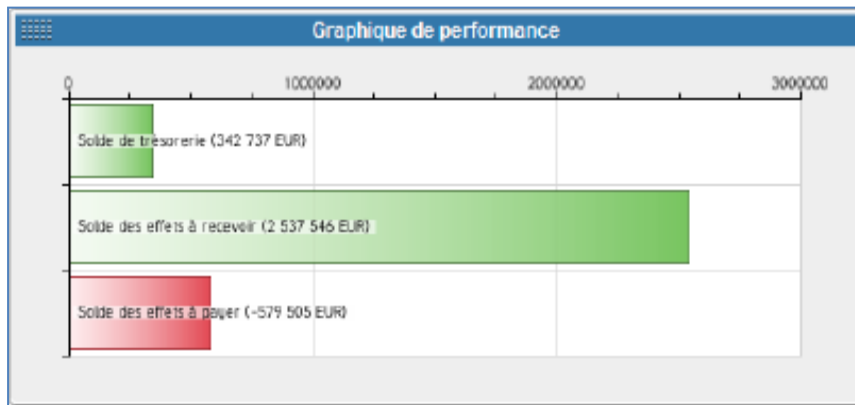 Graphique de performance
0 1000000 2000000 3000000
Solde de trésorerie (342 737 EUR)
Solde des effets à recevoir (2 537 546 EUR)
Solde des effets à payer (-579 505 EUR)